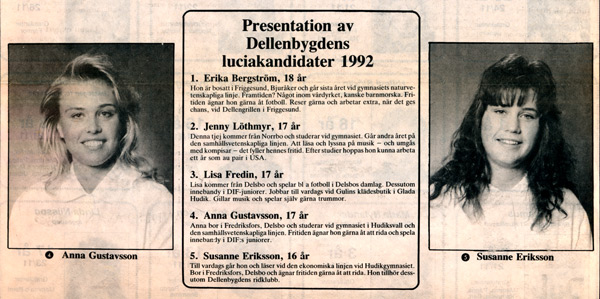 Presentation av
Dellenbygdens
luciakandidater 1992
1. Erika Bergström, 18 år
Hon är bosatt i Friggesund, Bjuråker och går sista året vid gymnasiets naturve-
tenskapliga linje. Framtiden? Något inom vårdyrket, kanske barnmorska. Fri-
tiden ägnar hon gärna åt fotboll. Reser gärna och arbetar extra, när det ges
chans, vid Dellengrillen i Friggesund.
2. Jenny Löthmyr, 17 år
Denna tjej kommer från Norrbo och studerar vid gymnasiet. Går andra året på
den samhällsvetenskapliga linjen. Att läsa och lyssna på musik – och umgås
med kompisar – det fyller hennes fritid. Efter studier hoppas hon kunna arbeta
ett år som au pair i USA.
3. Lisa Fredin, 17 år
Lisa kommer från Delsbo och spelar bl a fotboll i Delsbos damlag. Dessutom
innebandy i DIF-juniorer. Jobbar till vardags vid Gulins klädesbutik i Glada
Hudik. Gillar musik och spelar själv gärna trummor.
4. Anna Gustavsson, 17 år
Anna bor i Fredriksfors, Delsbo och studerar vid gymnasiet i Hudiksvall och
den samhällsvetenskapliga linjen. Fritiden ägnar hon gärna åt att rida och spela
innebandy i DIF:s juniorer.
5. Susanne Eriksson, 16 år
Till vardags går hon och läser vid den ekonomiska linjen vid Hudikgymnasiet.
Bor i Fredriksfors, Delsbo och ägnar fritiden gärna åt att rida. Hon tillhör dess-
utom Dellenbygdens ridklubb.
4 Anna Gustavsson
5 Susanne Eriksson